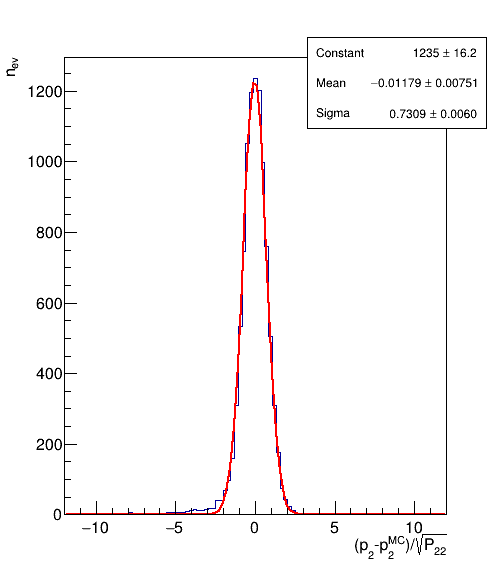 Constant 1235 ± 16.2
Mean −0.01179 ± 0.00751
Sigma 0.7309 ± 0.0060
n_ev
1200
1000
800
600
400
200
0
−10 −5 0 5 10
(p_2-p_2^MC)/√P_22